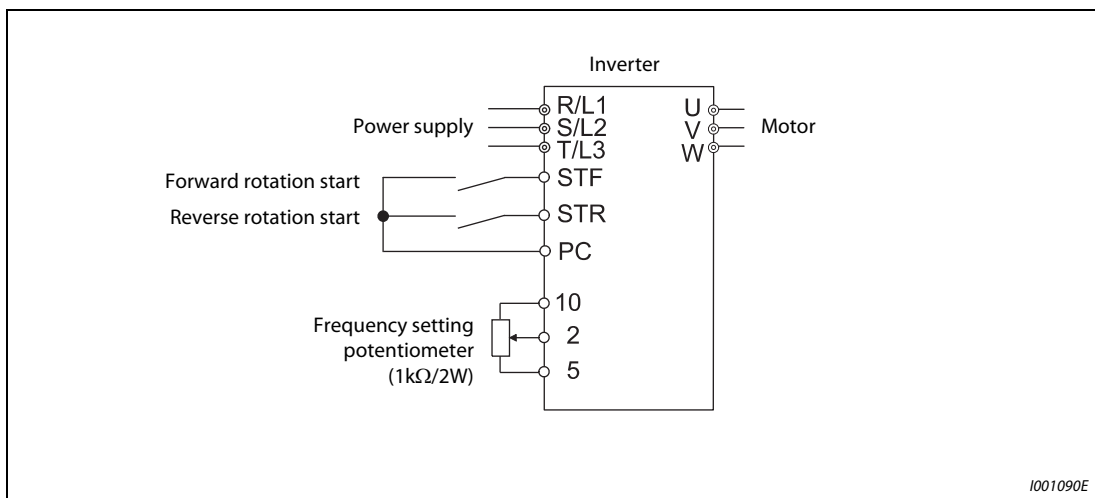 Inverter
R/L1
U
Power supply
S/L2
V
Motor
T/L3
W
Forward rotation start
STF
Reverse rotation start
STR
PC
10
Frequency setting
potentiometer
(1kΩ/2W)
2
5
I001090E